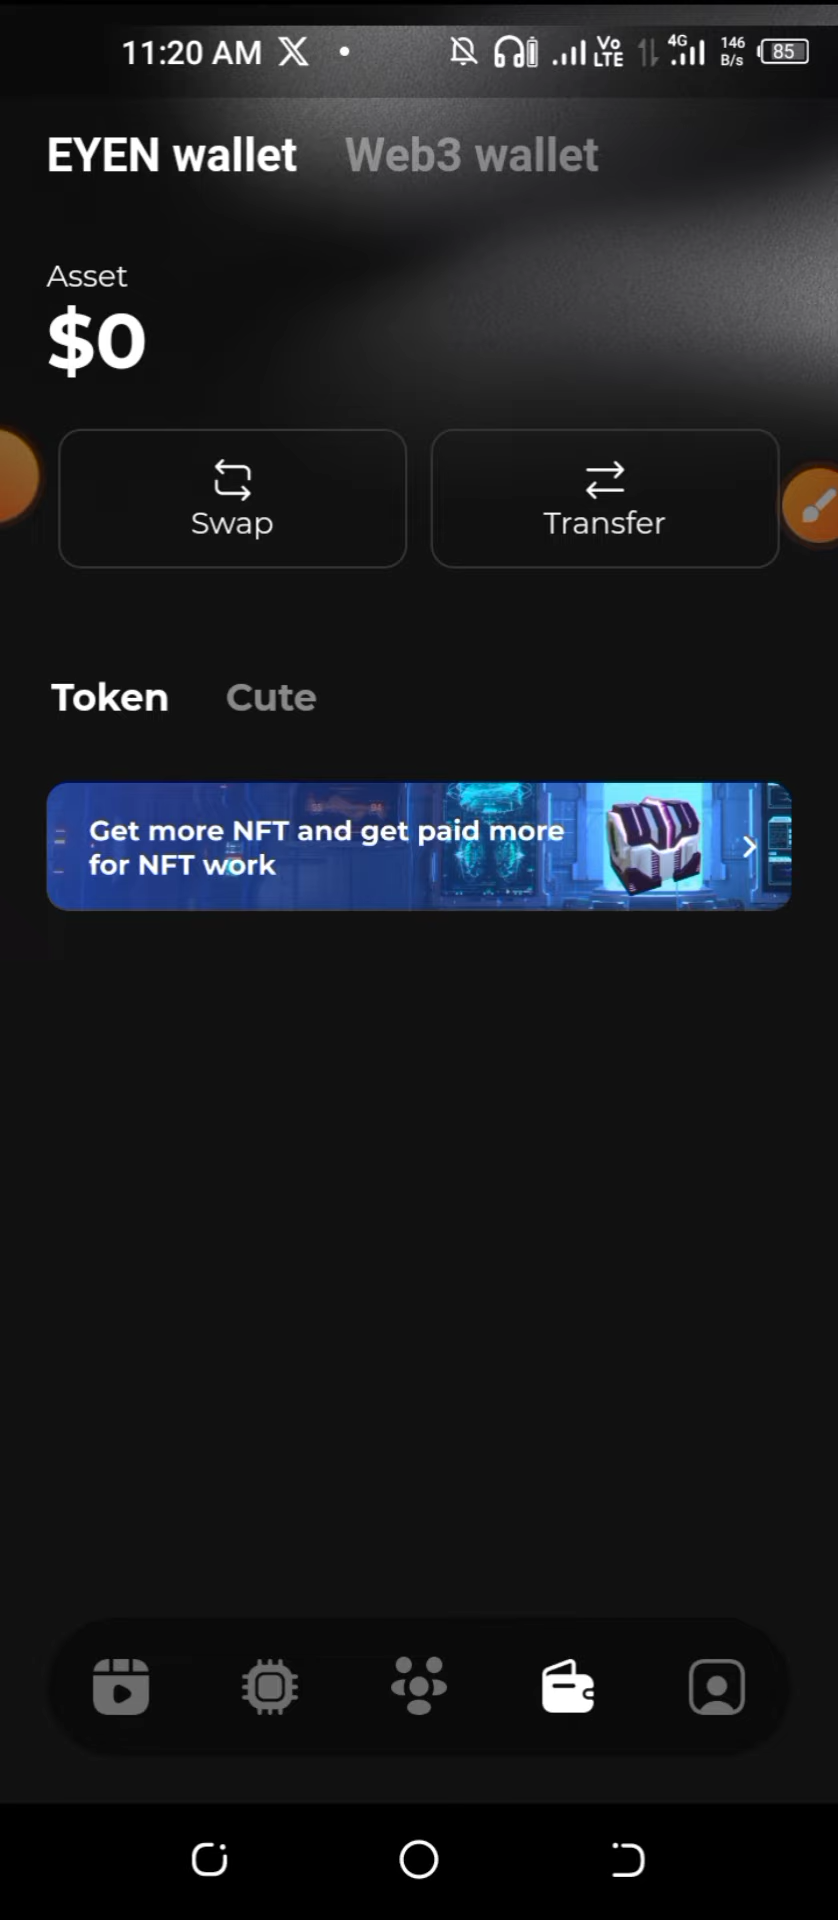 11:20 AM
Vo
LTE
4G
146
B/s
85
EYEN wallet
Web3 wallet
Asset
$0
Swap
Transfer
Token
Cute
Get more NFT and get paid more
for NFT work